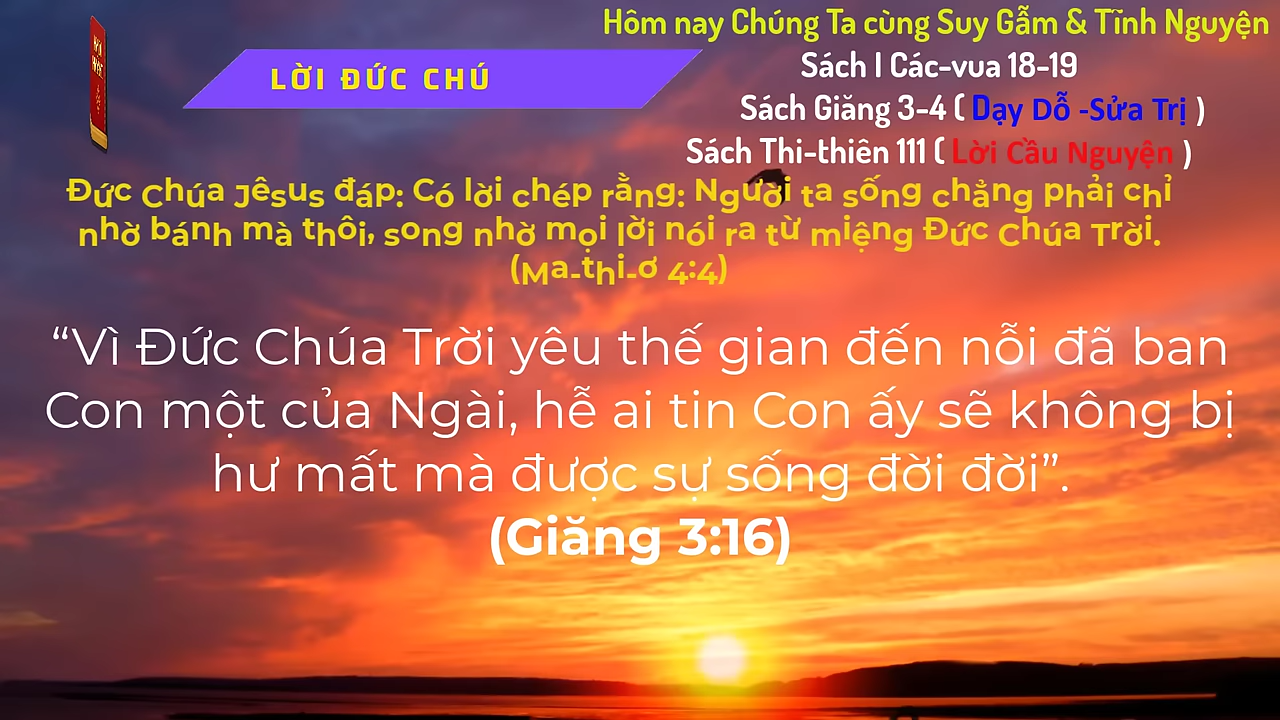 Hôm nay Chúng Ta cùng Suy Gẫm & Tĩnh Nguyện
LỜI ĐỨC CHÚ
Sách I Các-vua 18-19
Sách Giăng 3-4 ( Dạy Dỗ -Sửa Trị )
Sách Thi-thiên 111 ( Lời Cầu Nguyện )
Đức Chúa Jêsus đáp: Có lời chép rằng: Người ta sống chẳng phải chỉ
nhờ bánh mà thôi, song nhờ mọi lời nói ra từ miệng Đức Chúa Trời.
(Ma-thi-ơ 4:4)
“Vì Đức Chúa Trời yêu thế gian đến nỗi đã ban
Con một của Ngài, hễ ai tin Con ấy sẽ không bị
hư mất mà được sự sống đời đời”.
(Giăng 3:16)